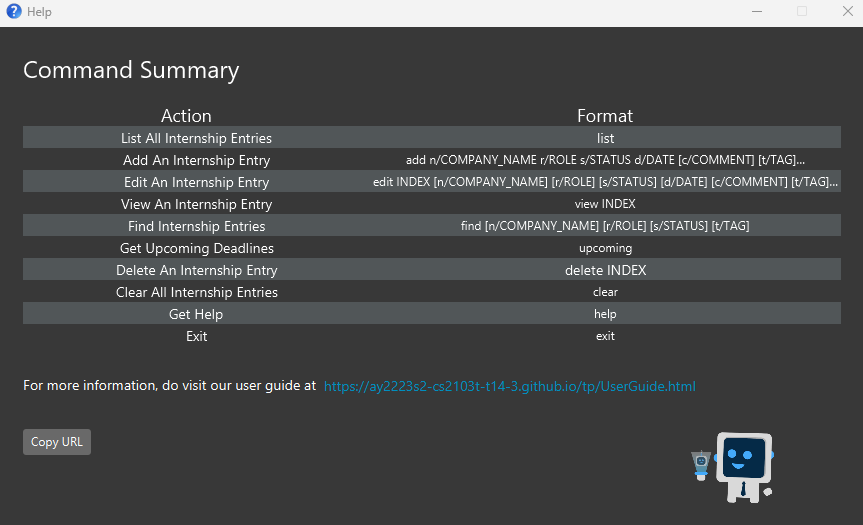 Help
Command Summary
Action Format
List All Internship Entries list
Add An Internship Entry add n/COMPANY_NAME r/ROLE s/STATUS d/DATE [c/COMMENT] [t/TAG]...
Edit An Internship Entry edit INDEX [n/COMPANY_NAME] [r/ROLE] [s/STATUS] [d/DATE] [c/COMMENT] [t/TAG]...
View An Internship Entry view INDEX
Find Internship Entries find [n/COMPANY_NAME] [r/ROLE] [s/STATUS] [t/TAG]
Get Upcoming Deadlines upcoming
Delete An Internship Entry delete INDEX
Clear All Internship Entries clear
Get Help help
Exit exit
For more information, do visit our user guide at https://ay2223s2-cs2103t-t14-3.github.io/tp/UserGuide.html
Copy URL